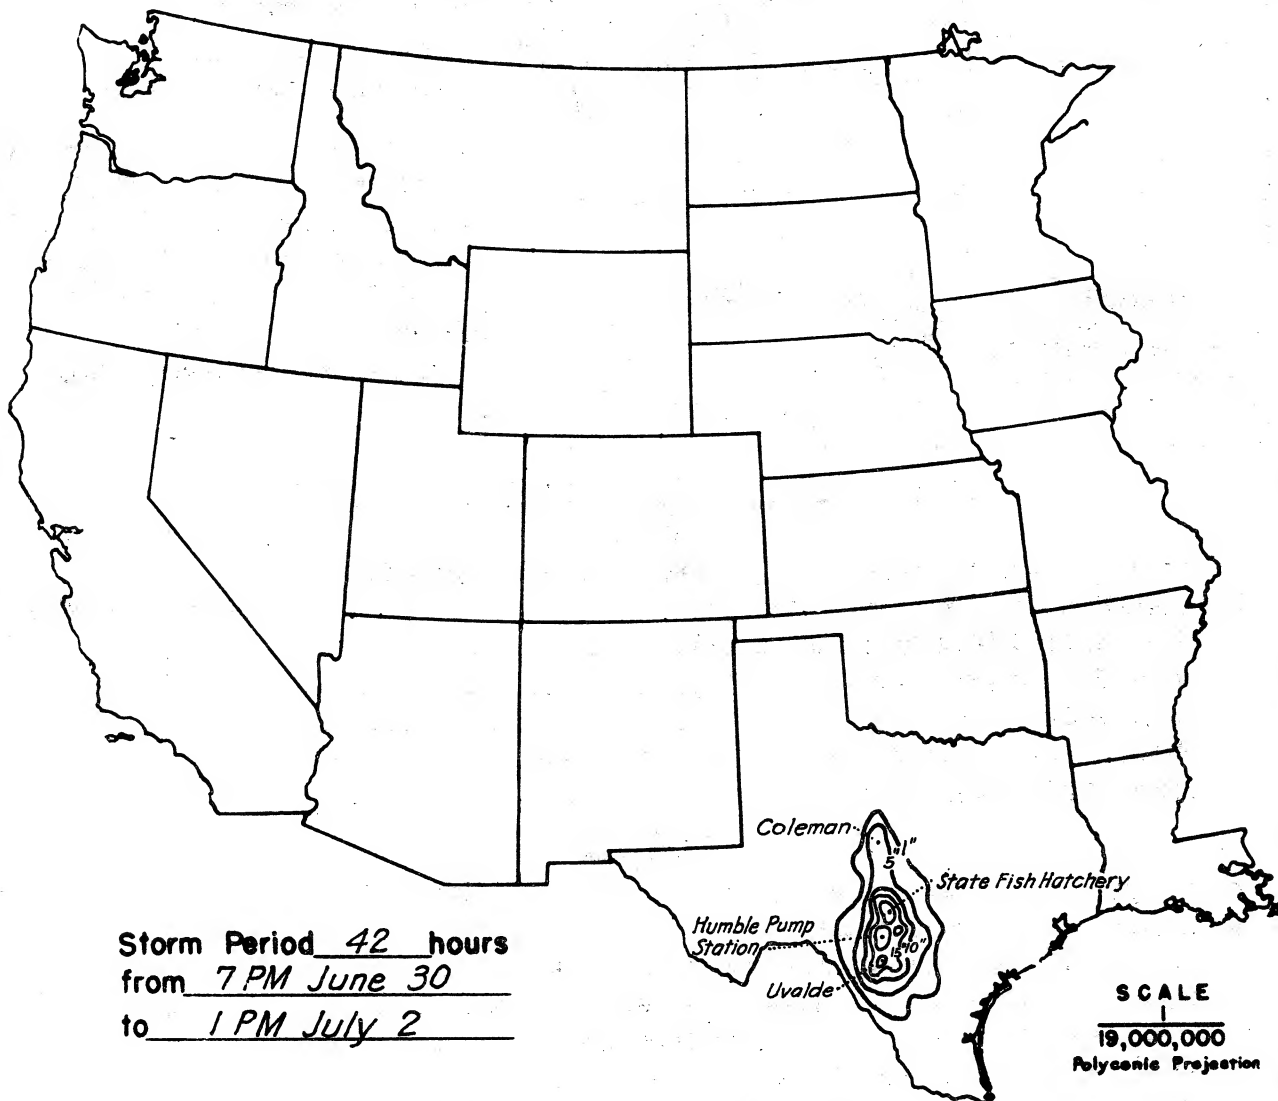 Coleman
5" 1"
State Fish Hatchery
Humble Pump
Station
15" 10"
Uvalde
Storm Period 42 hours
from 7 PM June 30
to 1 PM July 2
SCALE
1
19,000,000
Polyconic Projection